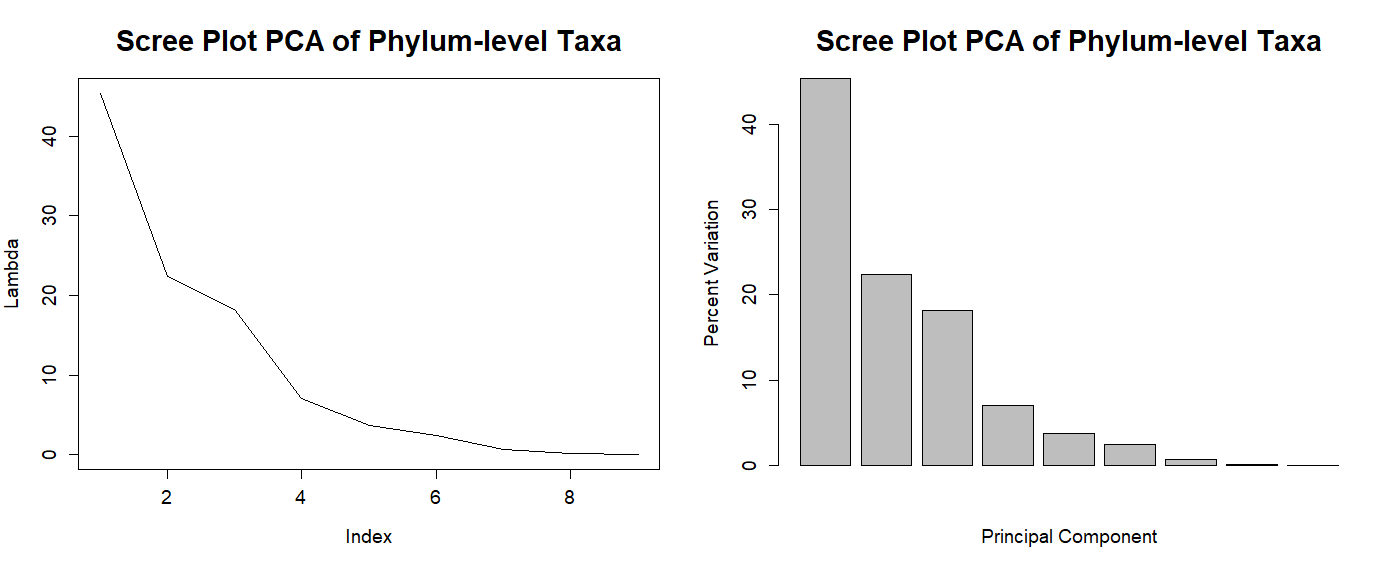 Scree Plot PCA of Phylum-level Taxa
Lambda
40
30
20
10
0
2 4 6 8
Index
Scree Plot PCA of Phylum-level Taxa
Percent Variation
40
30
20
10
0
Principal Component